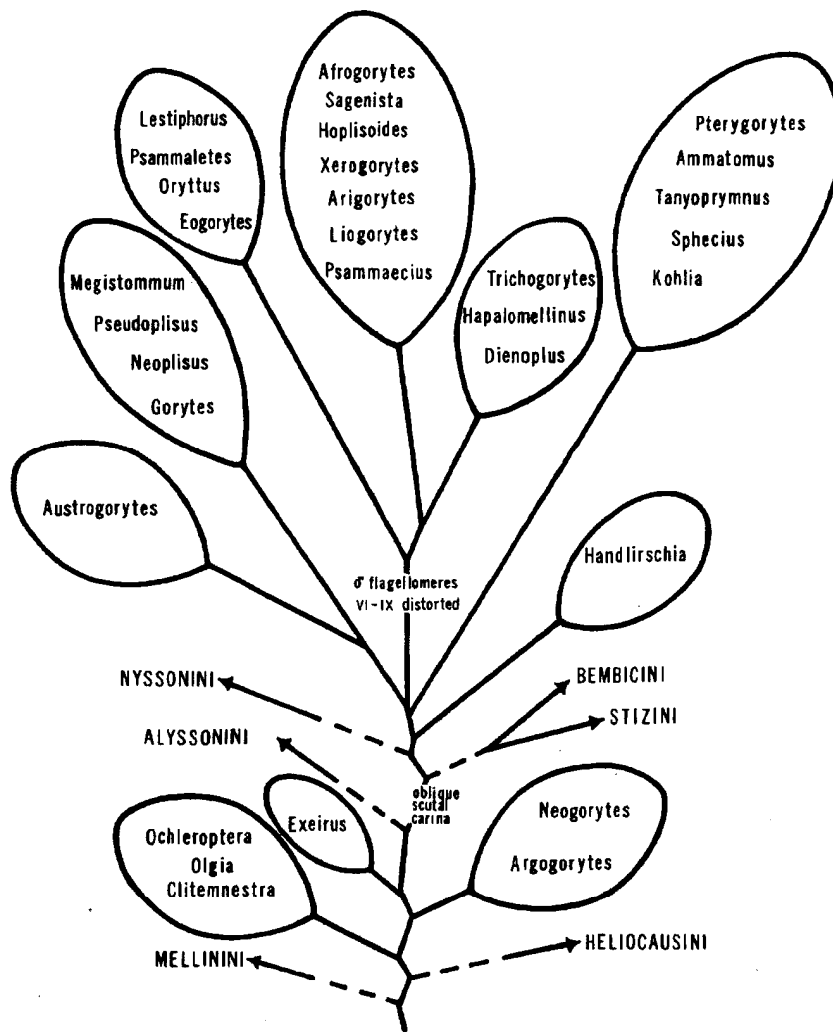 Afrogorytes
Sagenista
Hoplisoides
Xerogorytes
Arigorytes
Liogorytes
Psammaecius
Lestiphorus
Psammaletes
Oryttus
Eogorytes
Pterygorytes
Ammatomus
Tanyoprymnus
Sphecius
Kohlia
Megistommum
Pseudoplisus
Neoplisus
Gorytes
Trichogorytes
Hapalomellinus
Dienoplus
Austrogorytes
Handlirschia
♂ flagellomeres
VI-IX distorted
NYSSONINI
BEMBICINI
STIZINI
ALYSSONINI
oblique
scutal
carina
Exeirus
Ochleroptera
Olgia
Clitemnestra
Neogorytes
Argogorytes
MELLININI
HELIOCAUSINI